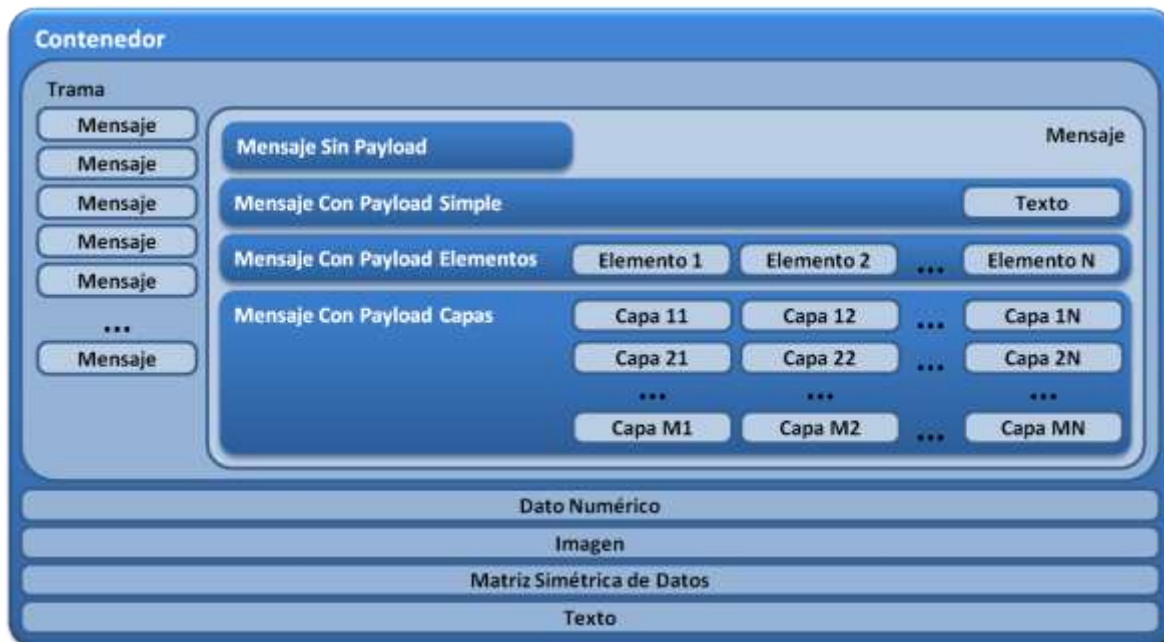 Contenedor
Trama
Mensaje
Mensaje
Mensaje
Mensaje
Mensaje
...
Mensaje
Mensaje
Mensaje Sin Payload
Mensaje Con Payload Simple Texto
Mensaje Con Payload Elementos Elemento 1 Elemento 2 ... Elemento N
Mensaje Con Payload Capas Capa 11 Capa 12 ... Capa 1N
Capa 21 Capa 22 ... Capa 2N
... ... ...
Capa M1 Capa M2 ... Capa MN
Dato Numérico
Imagen
Matriz Simétrica de Datos
Texto